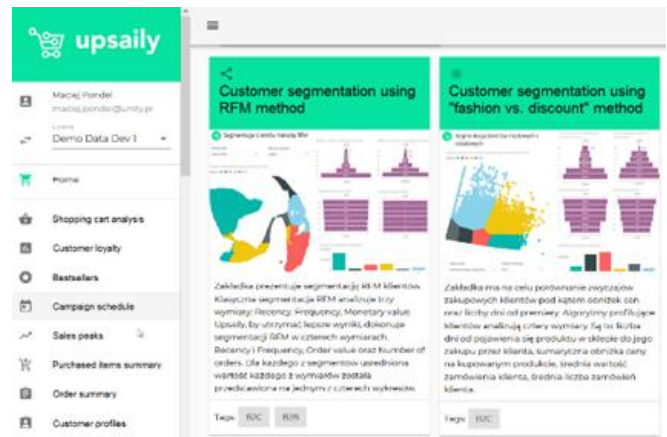 upsaily
Maciej Pondel
maciej.pondel@unity.pl
Demo Data Dev 1
Home
Shopping cart analysis
Customer loyalty
Bestsellers
Campaign schedule
Sales peaks
Purchased items summary
Order summary
Customer profiles
Customer segmentation using
RFM method
Segmentacja klientów metodą RFM
Zakładka prezentuje segmentację RFM klientów.
Klasyczna segmentacja RFM analizuje trzy
wymiary: Recency, Frequency, Monetary value.
Upsaily, by utrzymać lepsze wyniki, dokonuje
segmentacji RFM w czterech wymiarach.
Recency i Frequency, Order value oraz Number of
orders. Dla każdego z segmentów uśredniona
wartość każdego z wymiarów została
przedstawiona na jednym z czterech wykresów.
Tags: B2C B2B
Customer segmentation using
"fashion vs. discount" method
Zakładka ma na celu porównanie zwyczajów
zakupowych klientów pod kątem obniżek cen
oraz liczby dni od premiery. Algorytmy profilujące
klientów analizują cztery wymiary. Są to: liczba
dni od pojawienia się produktu w sklepie do jego
zakupu przez klienta, sumaryczna obniżka ceny
na kupowanym produkcie, średnia wartość
zamówienia klienta, średnia liczba zamówień
klienta.
Tags: B2C